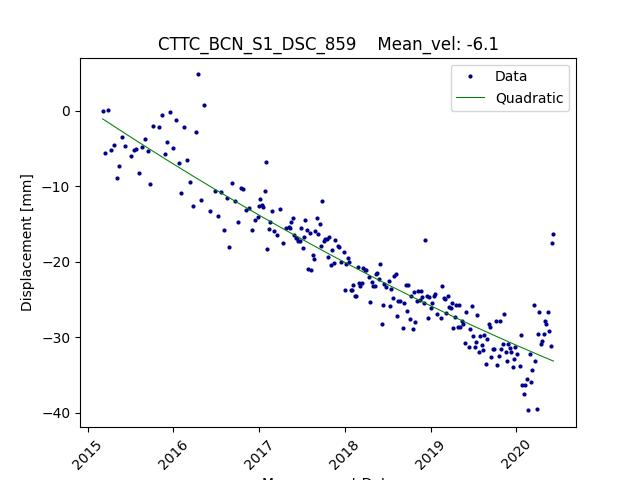 CTTC_BCN_S1_DSC_859    Mean_vel: -6.1
Data
Quadratic
Displacement [mm]
0
−10
−20
−30
−40
2015
2016
2017
2018
2019
2020